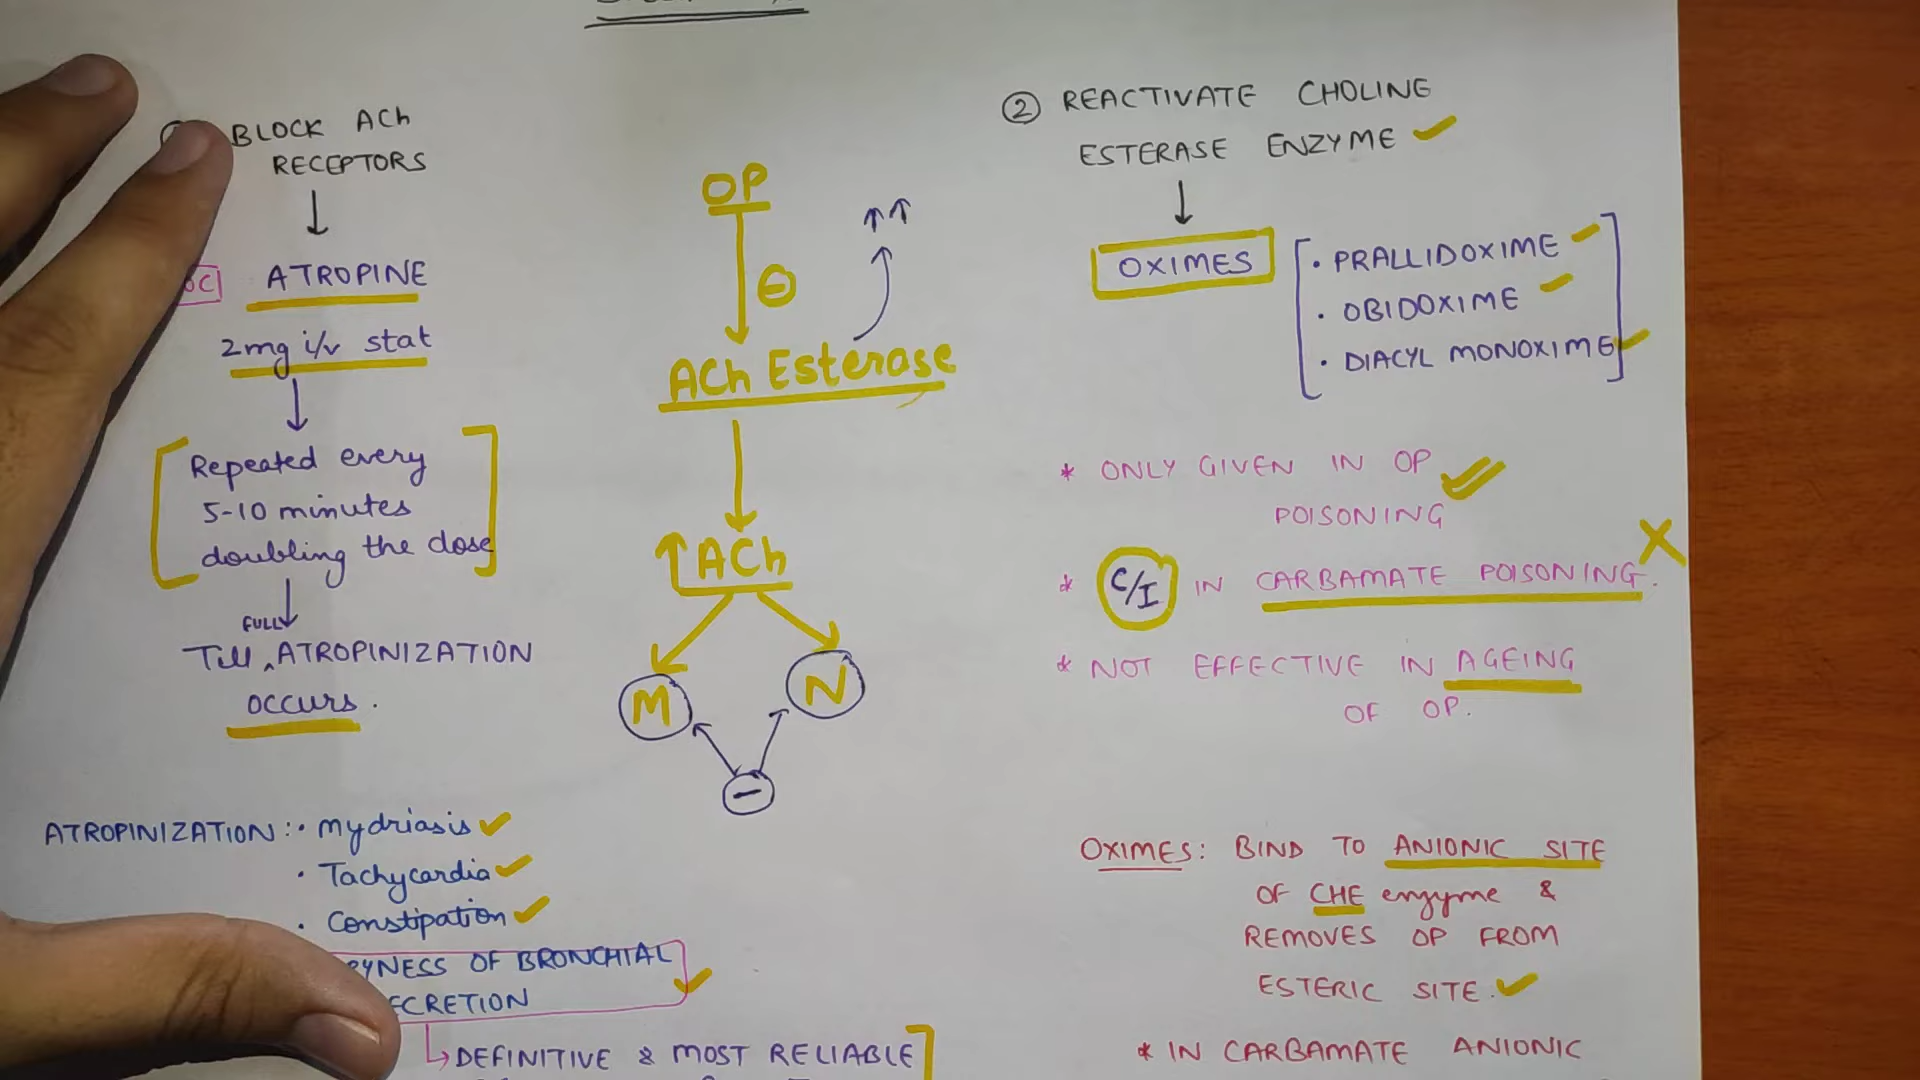 BLOCK ACh
RECEPTORS
↓
ATROPINE
2mg i/v stat
↓
Repeated every
5-10 minutes
doubling the dose
↓
FULL
Till ^ ATROPINIZATION
occurs.
ATROPINIZATION: • Mydriasis ✓
• Tachycardia ✓
• Constipation ✓
OF BRONCHIAL
↳ DEFINITIVE & MOST RELIABLE
OP
↓ ⊖
↑↑
ACh Esterase
↓
↑ACh
M N
−
② REACTIVATE CHOLINE
ESTERASE ENZYME ✓
↓
OXIMES
• PRALLIDOXIME ✓
• OBIDOXIME ✓
• DIACYL MONOXIME ✓
* ONLY GIVEN IN OP
POISONING ✓
* C/I IN CARBAMATE POISONING. X
* NOT EFFECTIVE IN AGEING
OF OP.
OXIMES: BIND TO ANIONIC SITE
OF CHE enzyme &
REMOVES OP FROM
ESTERIC SITE. ✓
* IN CARBAMATE ANIONIC